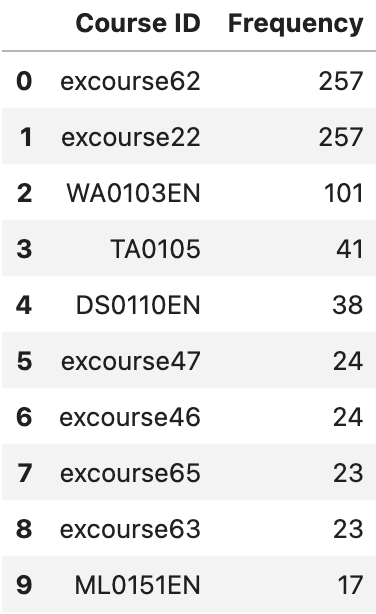 Course ID Frequency
0 excourse62 257
1 excourse22 257
2 WA0103EN 101
3 TA0105 41
4 DS0110EN 38
5 excourse47 24
6 excourse46 24
7 excourse65 23
8 excourse63 23
9 ML0151EN 17